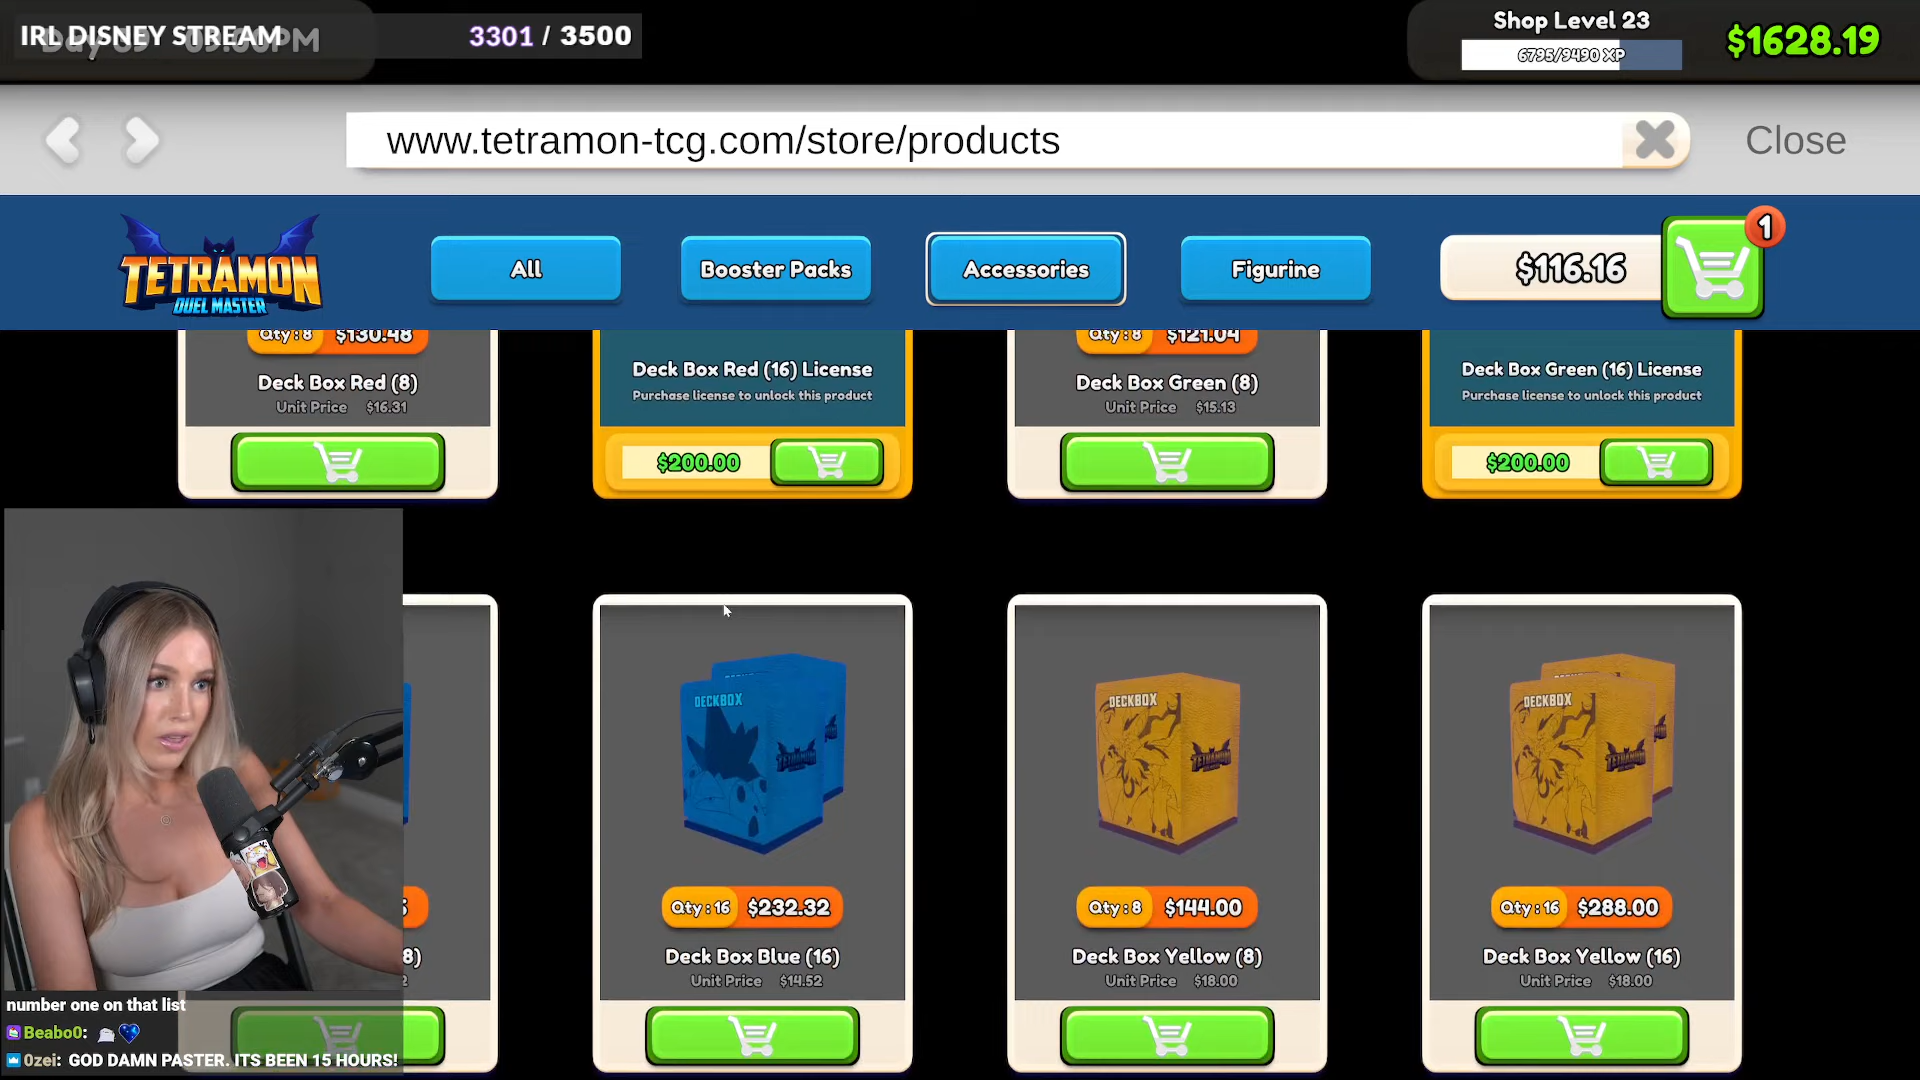 IRL DISNEY STREAM
3301 / 3500
Shop Level 23
6795/9490 XP
$1628.19
www.tetramon-tcg.com/store/products
Close
TETRAMON
DUEL MASTER
All
Booster Packs
Accessories
Figurine
$116.16
1
Qty : 8 $130.48
Deck Box Red (8)
Unit Price $16.31
Deck Box Red (16) License
Purchase license to unlock this product
$200.00
Qty : 8 $121.04
Deck Box Green (8)
Unit Price $15.13
Deck Box Green (16) License
Purchase license to unlock this product
$200.00
8)
DECKBOX
TETRAMON
Qty : 16 $232.32
Deck Box Blue (16)
Unit Price $14.52
DECKBOX
TETRAMON
Qty : 8 $144.00
Deck Box Yellow (8)
Unit Price $18.00
DECKBOX
TETRAMON
Qty : 16 $288.00
Deck Box Yellow (16)
Unit Price $18.00
number one on that list
Beabo0:
0zei: GOD DAMN PASTER. ITS BEEN 15 HOURS!